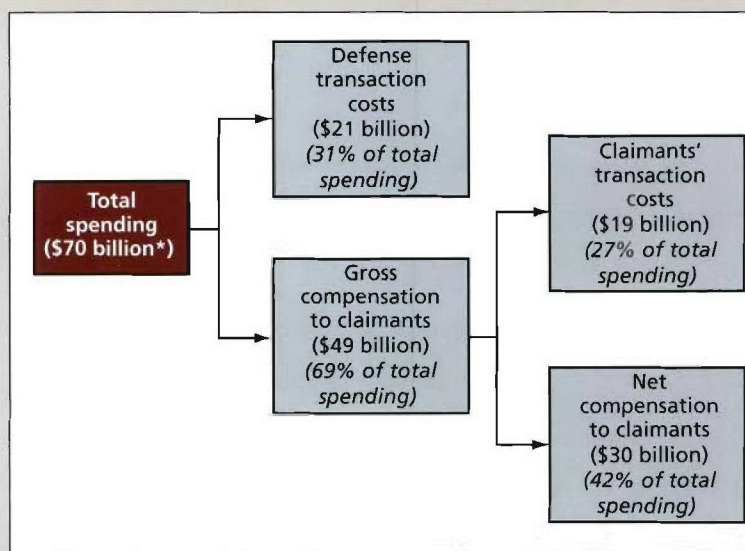 Defense
transaction
costs
($21 billion)
(31% of total
spending)
Total
spending
($70 billion*)
Gross
compensation
to claimants
($49 billion)
(69% of total
spending)
Claimants'
transaction
costs
($19 billion)
(27% of total
spending)
Net
compensation
to claimants
($30 billion)
(42% of total
spending)